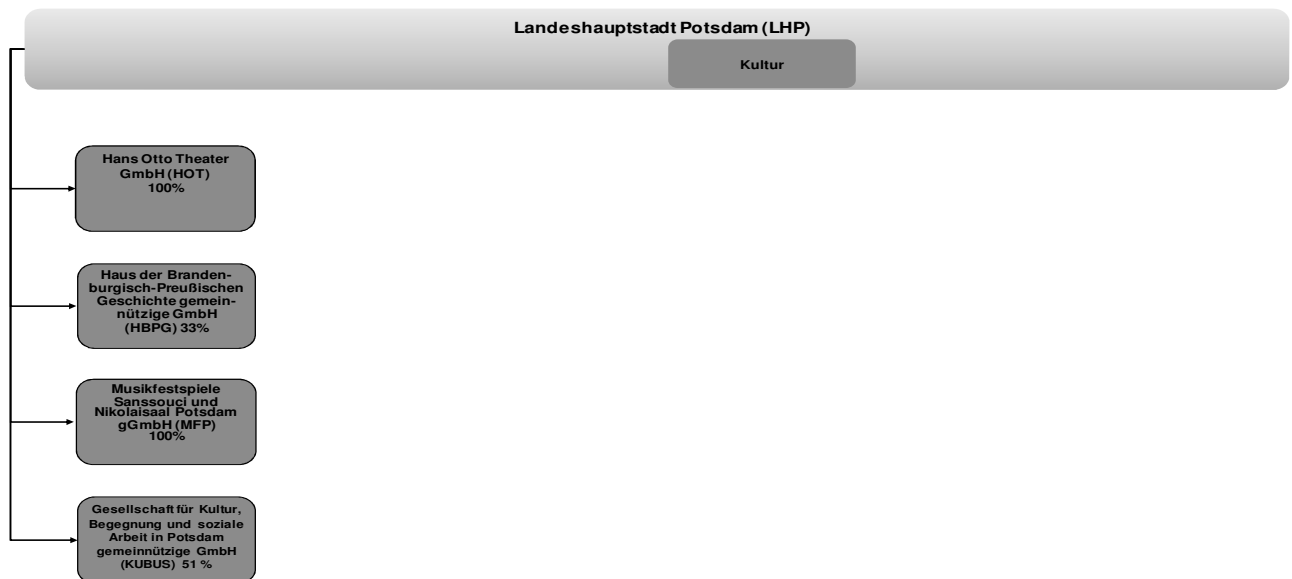 Landeshauptstadt Potsdam (LHP)
Kultur
Hans Otto Theater
GmbH (HOT)
100%
Haus der Branden-
burgisch-Preußischen
Geschichte gemein-
nützige GmbH
(HBPG) 33%
Musikfestspiele
Sanssouci und
Nikolaisaal Potsdam
gGmbH (MFP)
100%
Gesellschaft für Kultur,
Begegnung und soziale
Arbeit in Potsdam
gemeinnützige GmbH
(KUBUS) 51 %